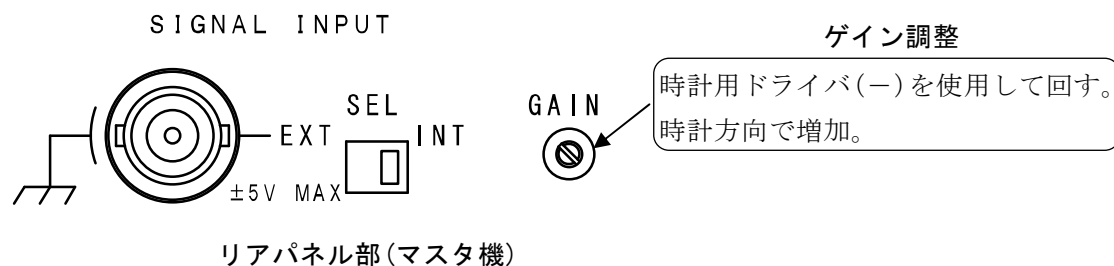 SIGNAL INPUT
ゲイン調整
時計用ドライバ(－)を使用して回す。
時計方向で増加。
SEL
GAIN
EXT
INT
±5V MAX
リアパネル部(マスタ機)